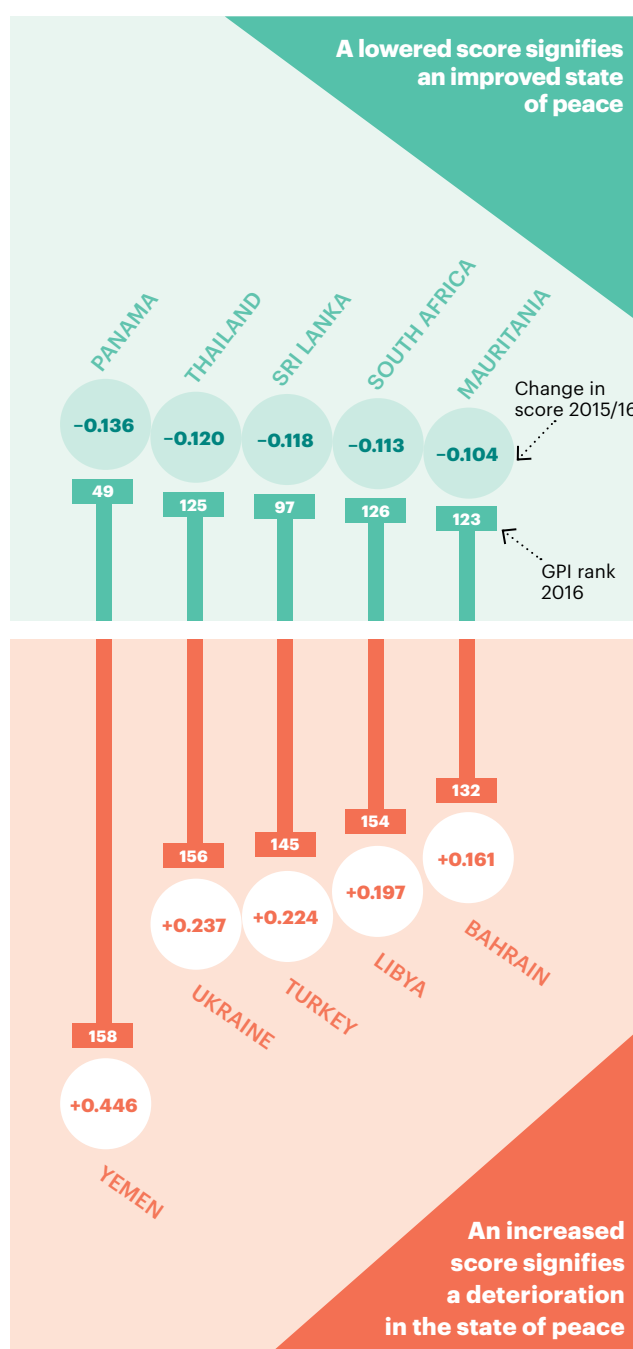 A lowered score signifies
an improved state
of peace
PANAMA
THAILAND
SRI LANKA
SOUTH AFRICA
MAURITANIA
Change in
score 2015/16
−0.136
−0.120
−0.118
−0.113
−0.104
49
125
97
126
123
GPI rank
2016
132
154
145
156
158
+0.161
+0.197
+0.224
+0.237
+0.446
BAHRAIN
LIBYA
TURKEY
UKRAINE
YEMEN
An increased
score signifies
a deterioration
in the state of peace